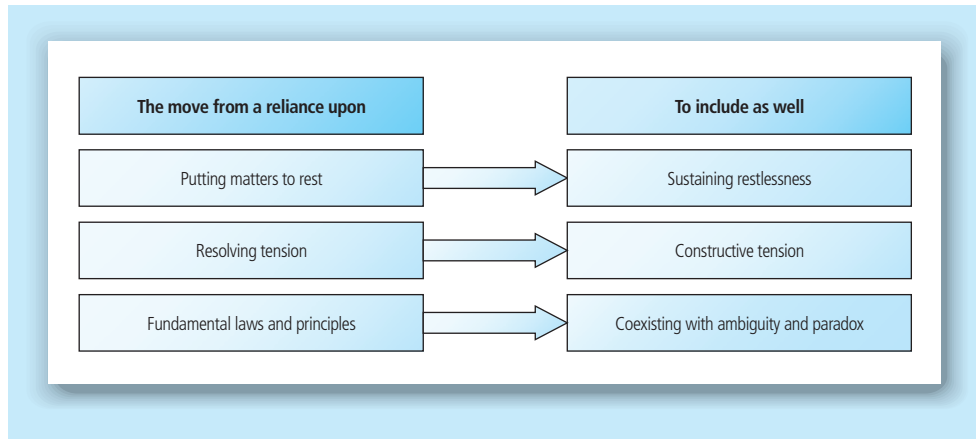 The move from a reliance upon
To include as well
Putting matters to rest
Sustaining restlessness
Resolving tension
Constructive tension
Fundamental laws and principles
Coexisting with ambiguity and paradox